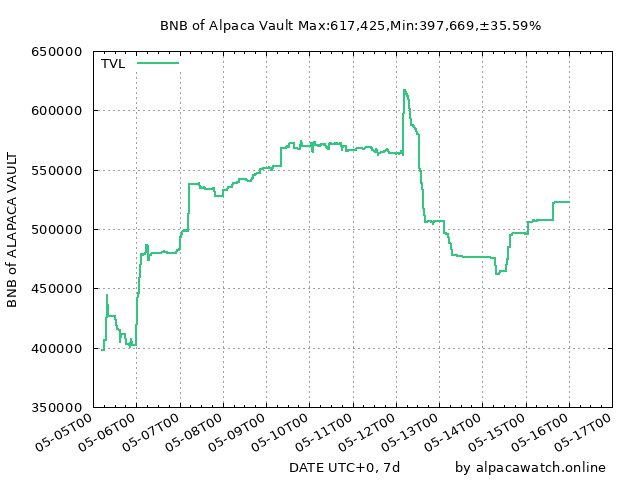 BNB of Alpaca Vault Max:617,425,Min:397,669,±35.59%
650000
600000
550000
500000
450000
400000
350000
TVL
BNB of ALAPACA VAULT
05-05T00
05-06T00
05-07T00
05-08T00
05-09T00
05-10T00
05-11T00
05-12T00
05-13T00
05-14T00
05-15T00
05-16T00
05-17T00
DATE UTC+0, 7d
by alpacawatch.online